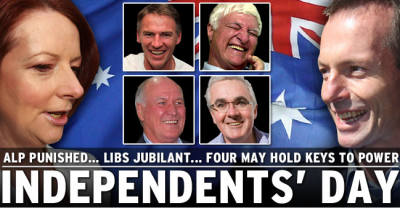 ALP PUNISHED... LIBS JUBILANT... FOUR MAY HOLD KEYS TO POWER
INDEPENDENTS' DAY